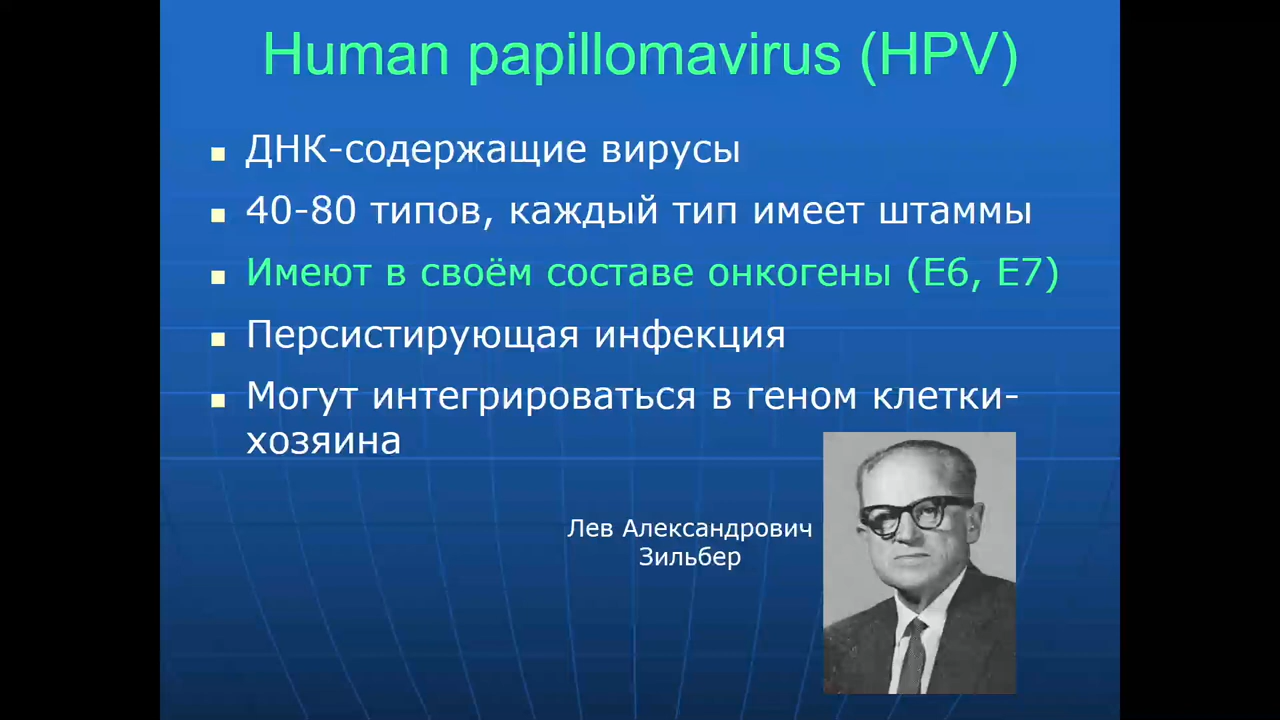 Human papillomavirus (HPV)
ДНК-содержащие вирусы
40-80 типов, каждый тип имеет штаммы
Имеют в своём составе онкогены (Е6, Е7)
Персистирующая инфекция
Могут интегрироваться в геном клетки-
хозяина
Лев Александрович
Зильбер